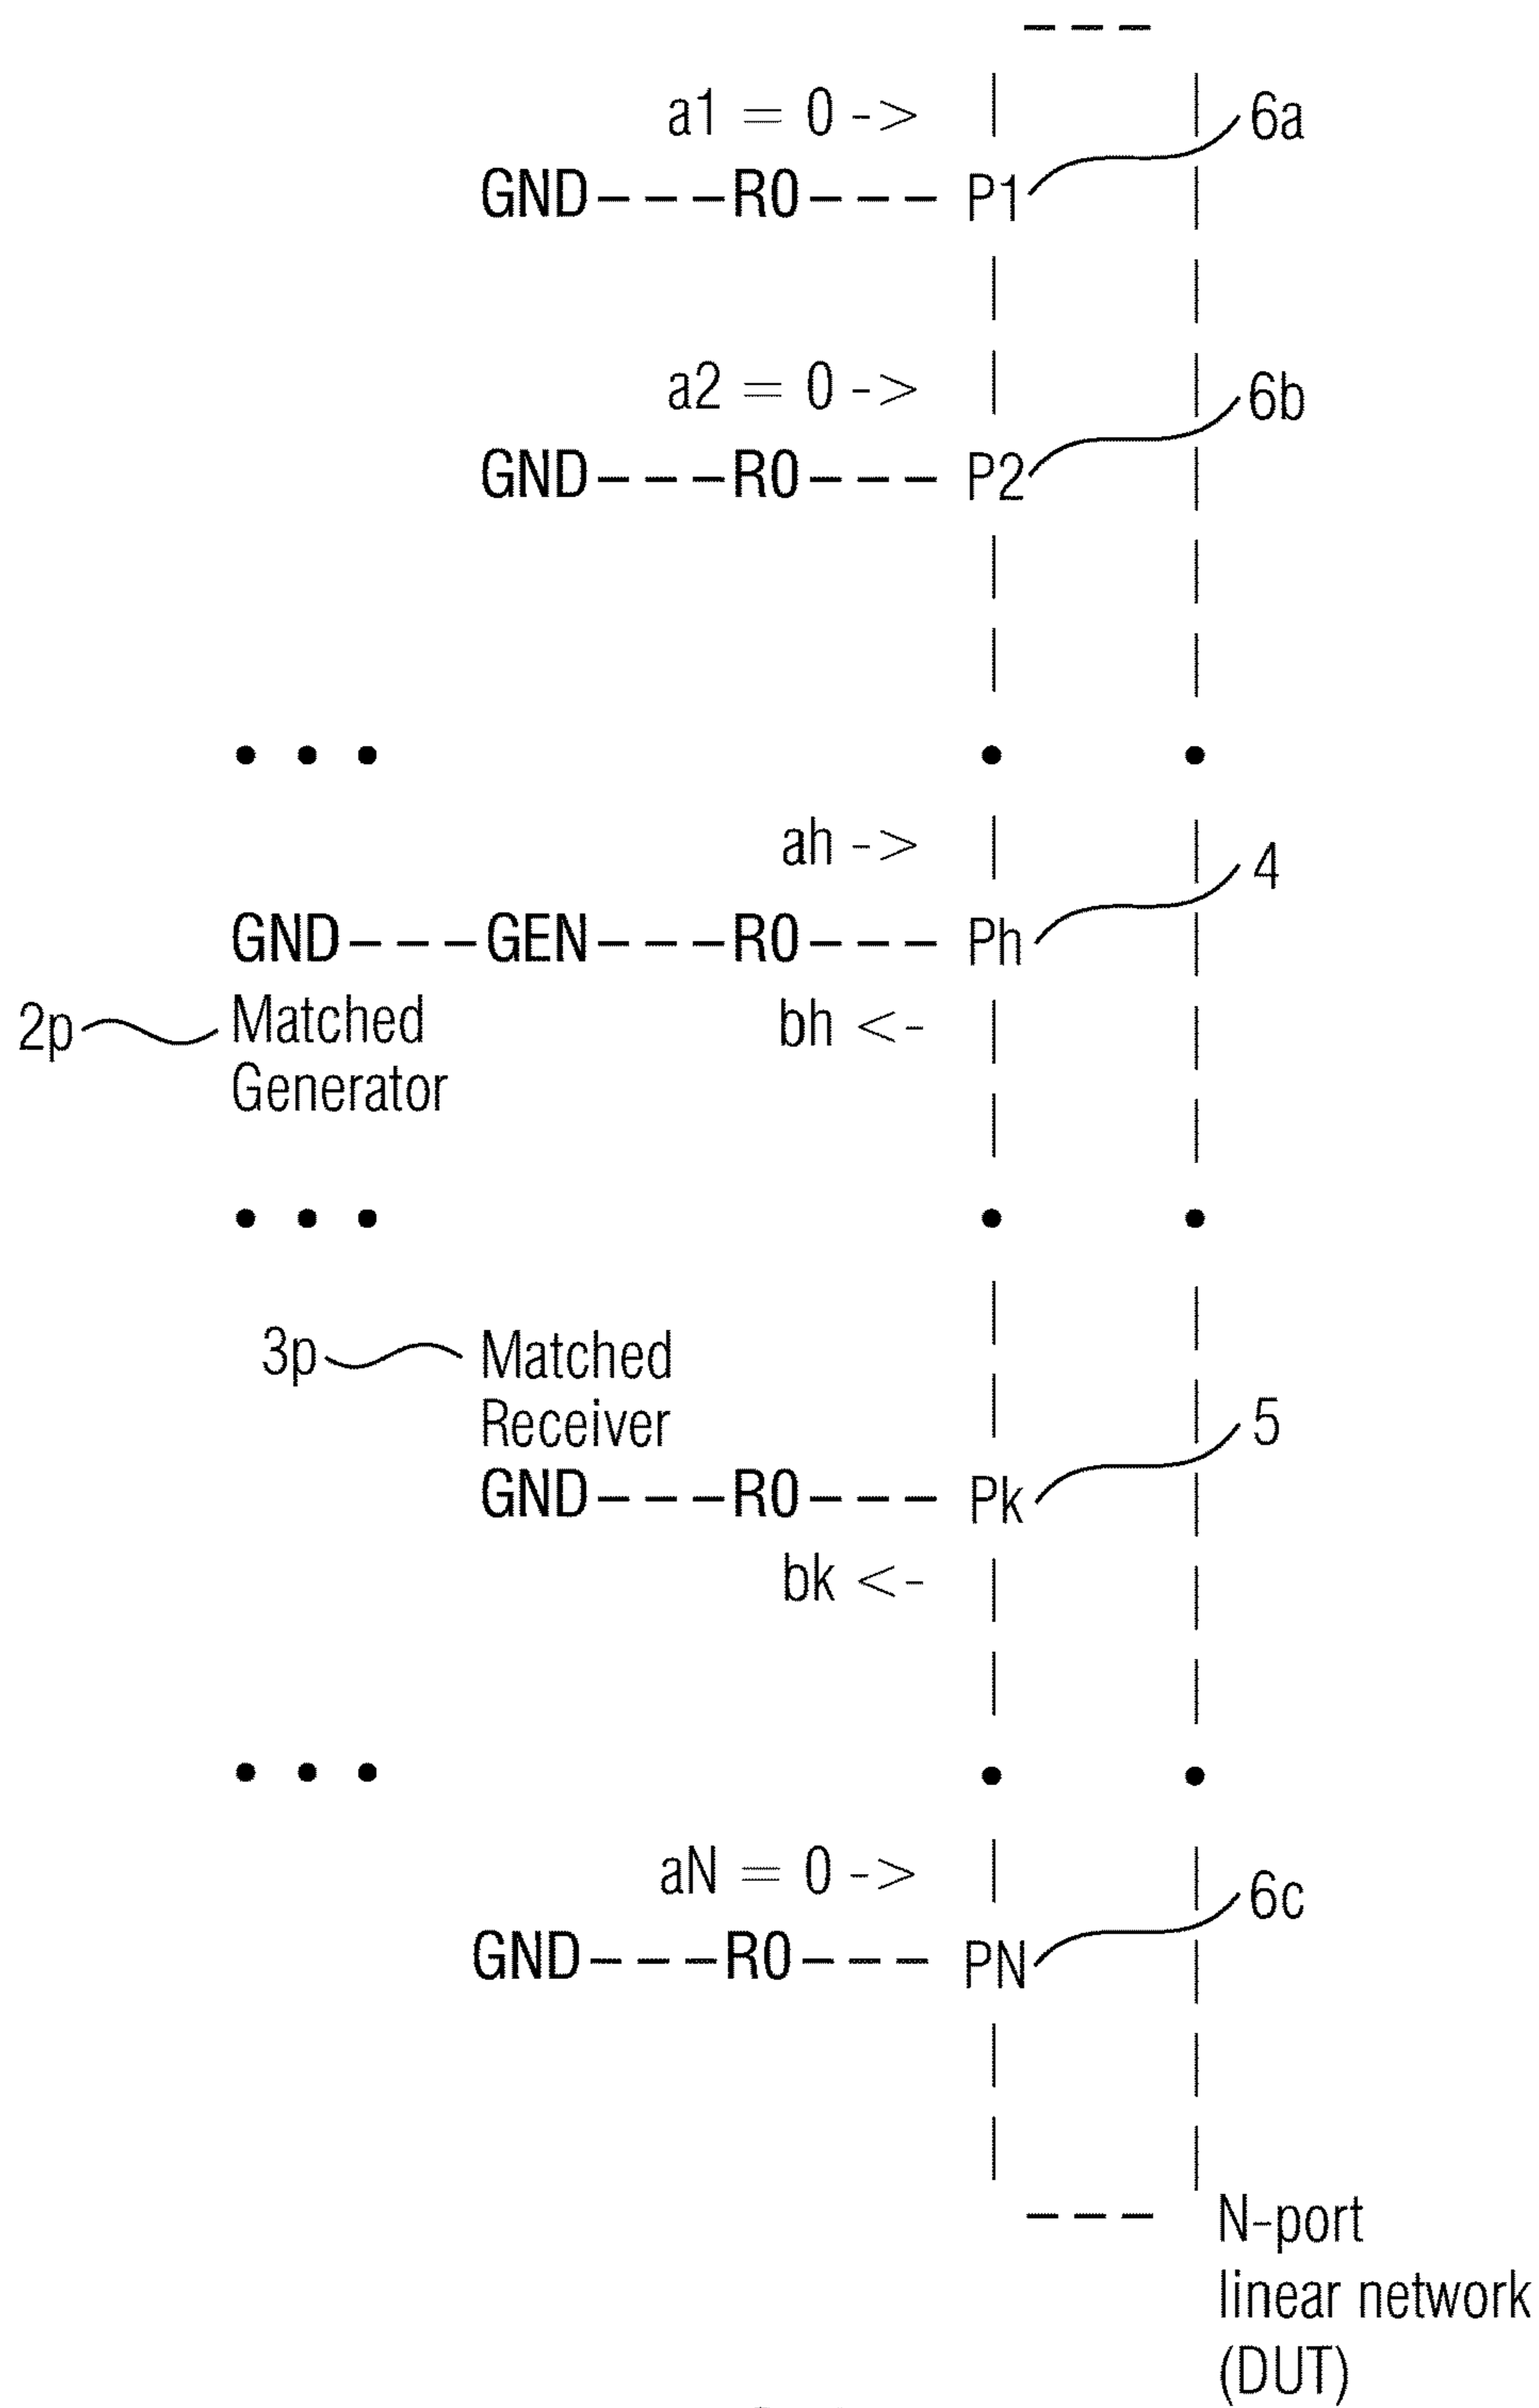 a1 = 0 ->
6a
GND---R0--- P1
a2 = 0 ->
6b
GND---R0--- P2
ah ->
4
GND---GEN---R0--- Ph
2p
Matched
Generator
bh <-
3p
Matched
Receiver
5
GND---R0--- Pk
bk <-
aN = 0 ->
6c
GND---R0--- PN
N-port
linear network
(DUT)